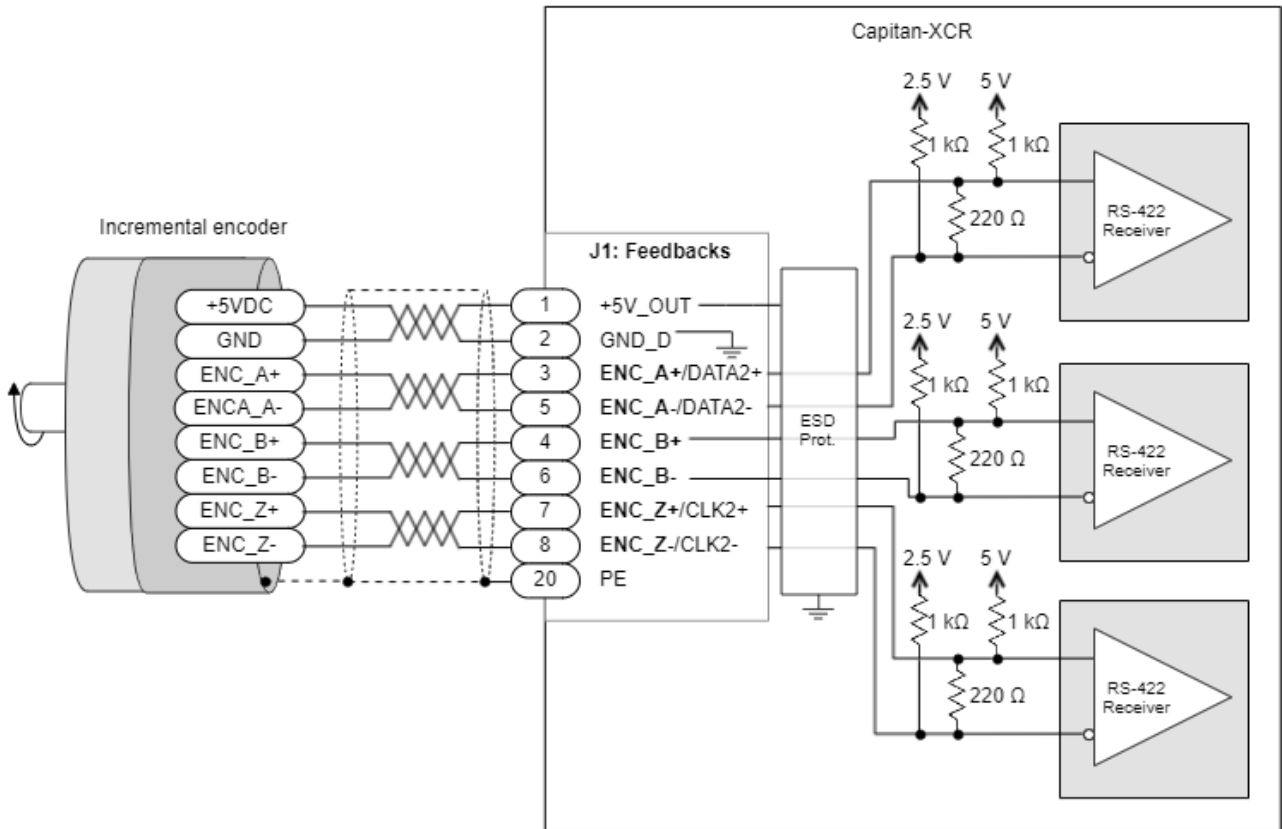 Capitan-XCR
2.5 V
5 V
1 kΩ
1 kΩ
220 Ω
RS-422
Receiver
Incremental encoder
J1: Feedbacks
+5VDC
1
+5V_OUT
GND
2
GND_D
ENC_A+
3
ENC_A+/DATA2+
ENCA_A-
5
ENC_A-/DATA2-
ENC_B+
4
ENC_B+
ENC_B-
6
ENC_B-
ENC_Z+
7
ENC_Z+/CLK2+
ENC_Z-
8
ENC_Z-/CLK2-
20
PE
ESD
Prot.
2.5 V
5 V
1 kΩ
1 kΩ
220 Ω
RS-422
Receiver
2.5 V
5 V
1 kΩ
1 kΩ
220 Ω
RS-422
Receiver